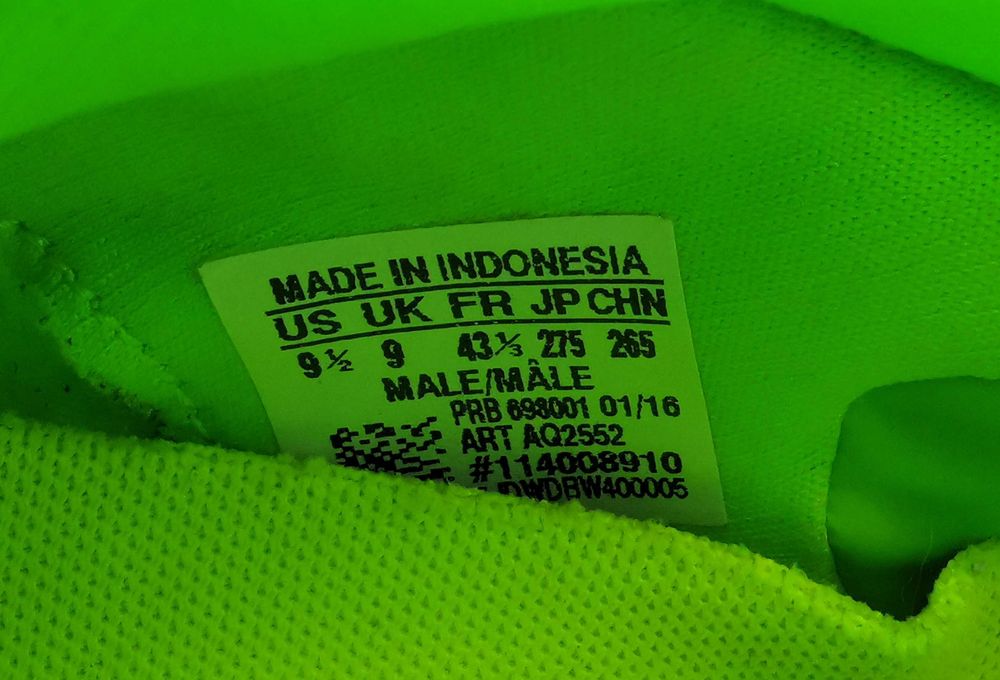 MADE IN INDONESIA
US UK FR JP CHN
9½ 9 43⅓ 275 265
MALE/MÂLE
PRB 698001 01/16
ART AQ2552
#114008910